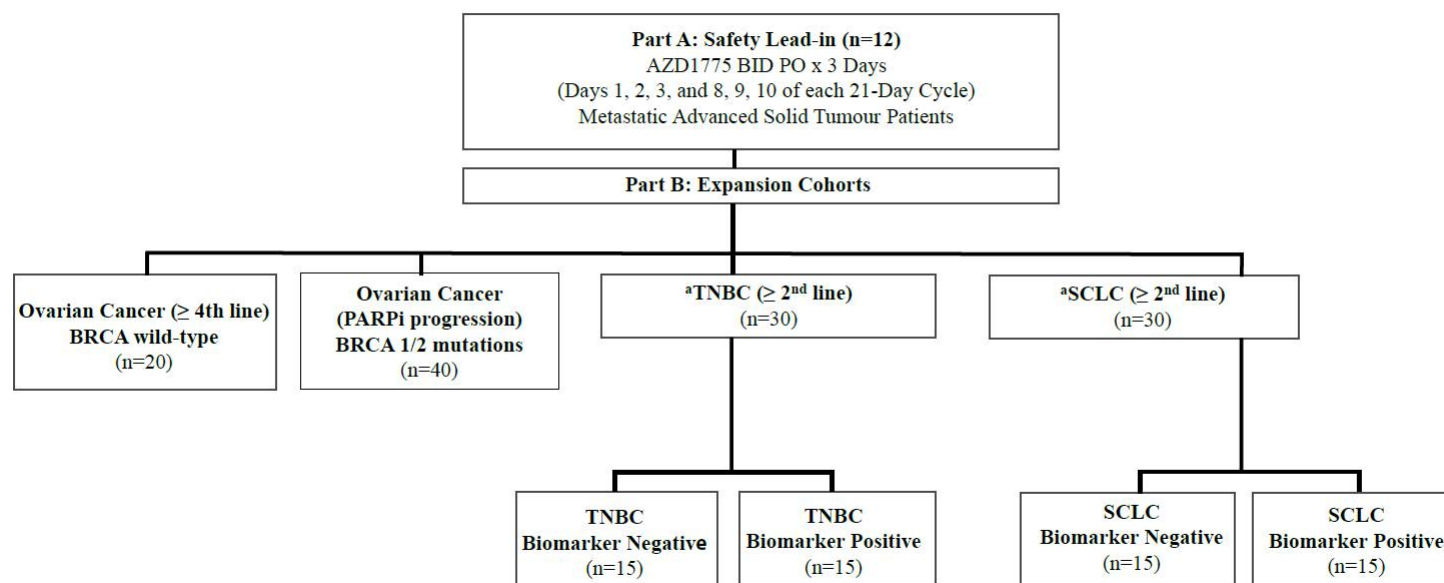 Part A: Safety Lead-in (n=12)
AZD1775 BID PO x 3 Days
(Days 1, 2, 3, and 8, 9, 10 of each 21-Day Cycle)
Metastatic Advanced Solid Tumour Patients
Part B: Expansion Cohorts
Ovarian Cancer (≥ 4th line)
BRCA wild-type
(n=20)
Ovarian Cancer
(PARPi progression)
BRCA 1/2 mutations
(n=40)
ᵃTNBC (≥ 2ⁿᵈ line)
(n=30)
ᵃSCLC (≥ 2ⁿᵈ line)
(n=30)
TNBC
Biomarker Negative
(n=15)
TNBC
Biomarker Positive
(n=15)
SCLC
Biomarker Negative
(n=15)
SCLC
Biomarker Positive
(n=15)